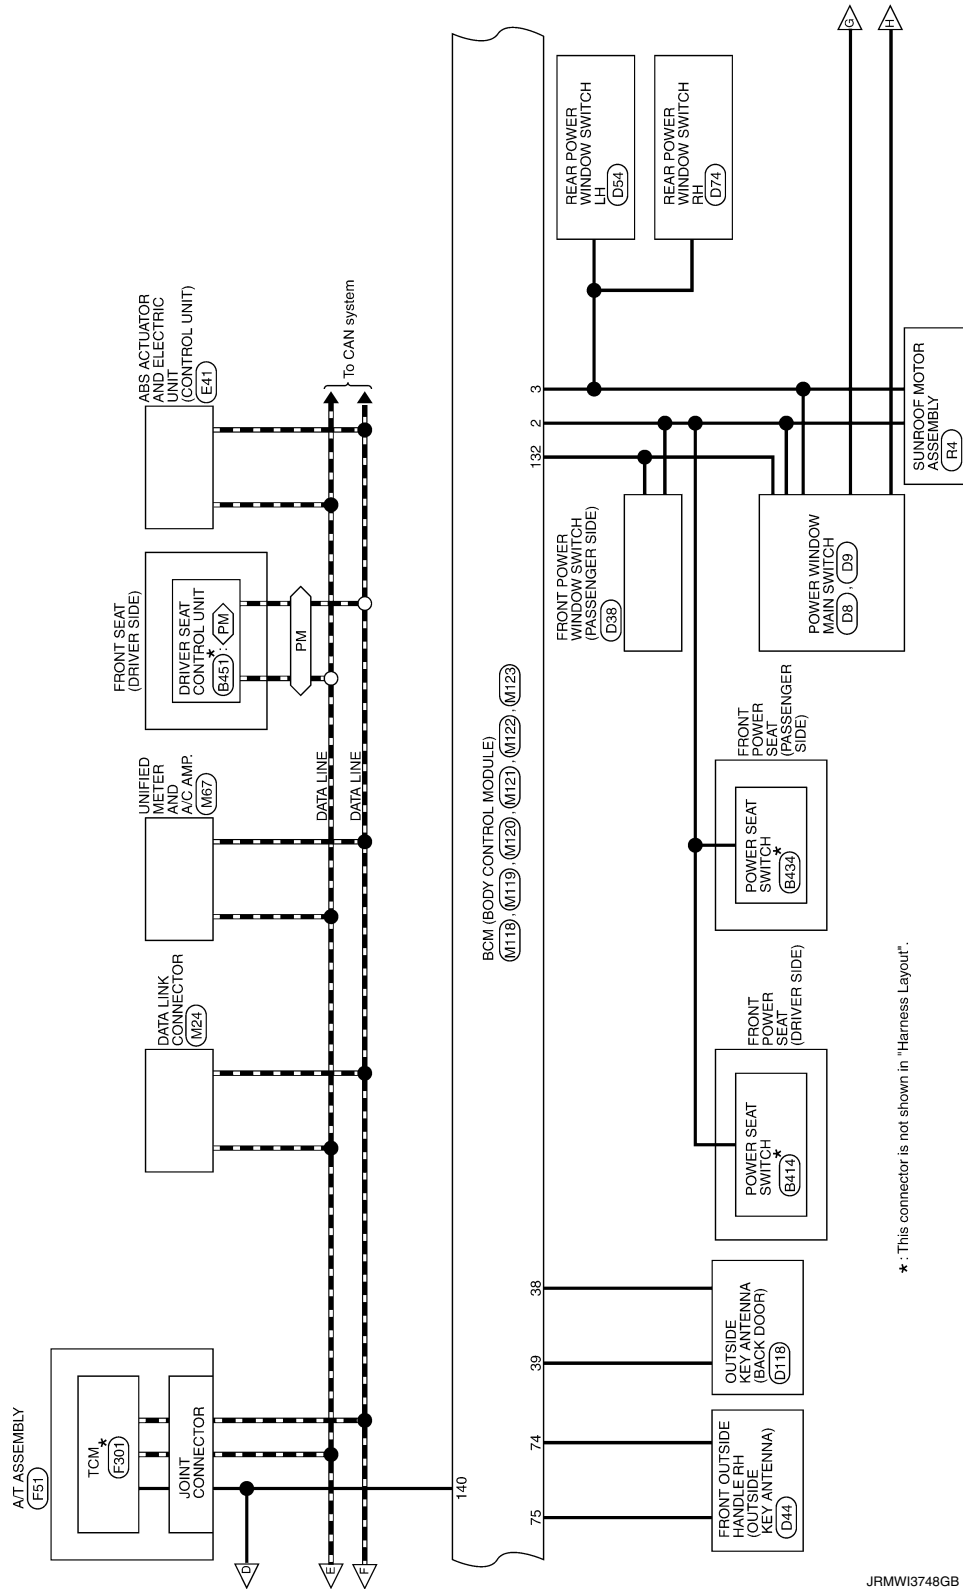 A/T ASSEMBLY
F51
TCM*
F301
JOINT
CONNECTOR
D
E
F
DATA LINK
CONNECTOR
M24
UNIFIED
METER
AND
A/C AMP.
M67
DATA LINE
DATA LINE
FRONT SEAT
(DRIVER SIDE)
DRIVER SEAT
CONTROL UNIT
B451* : PM
PM
ABS ACTUATOR
AND ELECTRIC
UNIT
(CONTROL UNIT)
E41
To CAN system
140
BCM (BODY CONTROL MODULE)
M118 , M119 , M120 , M121 , M122 , M123
75
74
39
38
132
2
3
FRONT OUTSIDE
HANDLE RH
(OUTSIDE
KEY ANTENNA)
D44
OUTSIDE
KEY ANTENNA
(BACK DOOR)
D118
FRONT
POWER
SEAT
(DRIVER SIDE)
POWER SEAT
SWITCH*
B414
FRONT
POWER
SEAT
(PASSENGER
SIDE)
POWER SEAT
SWITCH*
B434
FRONT POWER
WINDOW SWITCH
(PASSENGER SIDE)
D38
POWER WINDOW
MAIN SWITCH
D8 , D9
REAR POWER
WINDOW SWITCH
LH
D54
REAR POWER
WINDOW SWITCH
RH
D74
SUNROOF MOTOR
ASSEMBLY
R4
G
H
* : This connector is not shown in "Harness Layout".
JRMWI3748GB